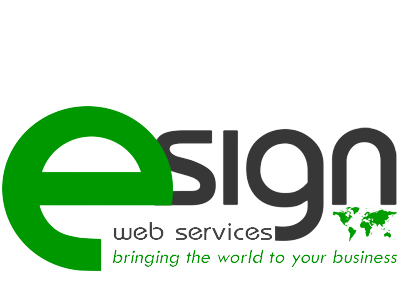 esign
web services
bringing the world to your business